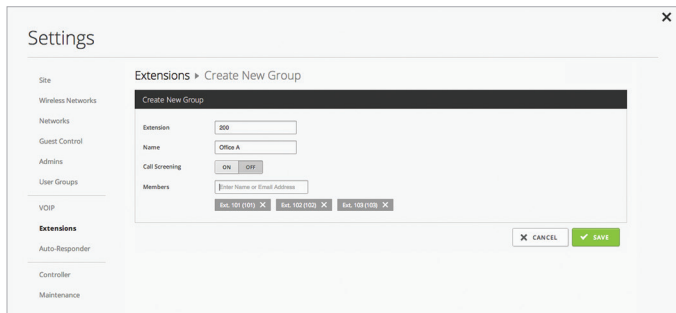 Settings
Site
Wireless Networks
Networks
Guest Control
Admins
User Groups
VOIP
Extensions
Auto-Responder
Controller
Maintenance
Extensions ▸ Create New Group
Create New Group
Extension 200
Name Office A
Call Screening ON OFF
Members Enter Name or Email Address
Ext. 101 (101) X Ext. 102 (102) X Ext. 103 (103) X
X CANCEL ✔ SAVE